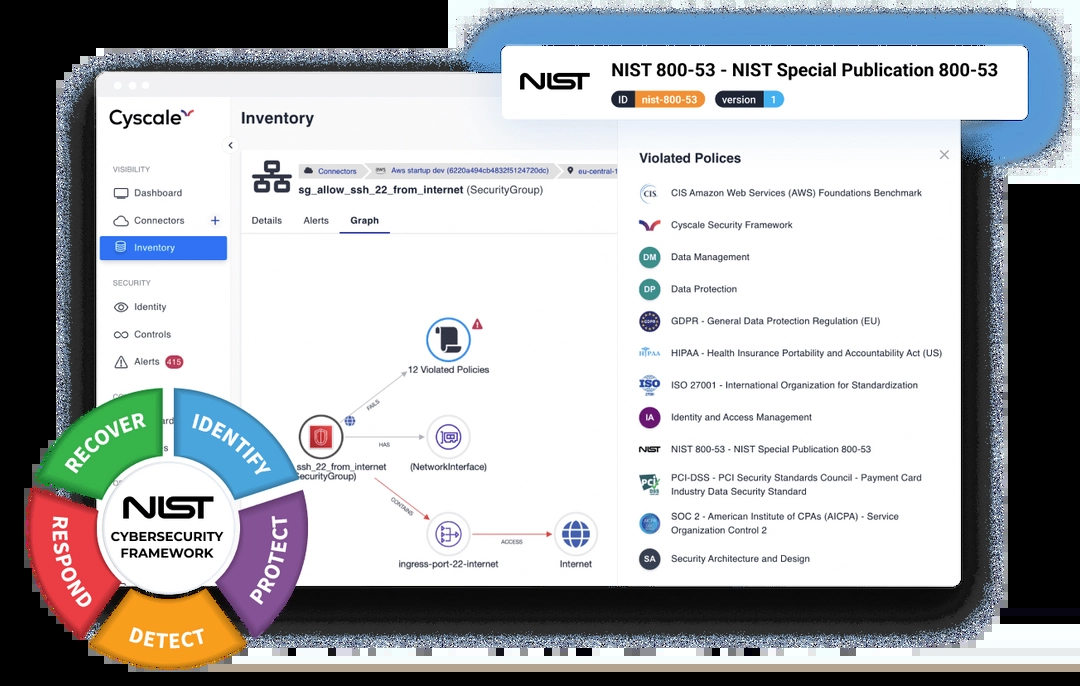 NIST
NIST 800-53 - NIST Special Publication 800-53
ID nist-800-53 version 1
Cyscale
Inventory
VISIBILITY
Dashboard
Connectors +
Inventory
SECURITY
Identity
Controls
Alerts 415
Connectors
Aws startup dev (6220a494cb4832f5124720dc)
eu-central-1
sg_allow_ssh_22_from_internet (SecurityGroup)
Details Alerts Graph
12 Violated Policies
FAILS
HAS
ssh_22_from_internet
SecurityGroup)
(NetworkInterface)
CONTAINS
ACCESS
ingress-port-22-internet
Internet
Violated Polices
CIS. CIS Amazon Web Services (AWS) Foundations Benchmark
Cyscale Security Framework
DM Data Management
DP Data Protection
GDPR GDPR - General Data Protection Regulation (EU)
HIPAA HIPAA - Health Insurance Portability and Accountability Act (US)
ISO ISO 27001 - International Organization for Standardization
IA Identity and Access Management
NIST NIST 800-53 - NIST Special Publication 800-53
PCI DSS PCI-DSS - PCI Security Standards Council - Payment Card
Industry Data Security Standard
SOC 2 - American Institute of CPAs (AICPA) - Service
Organization Control 2
SA Security Architecture and Design
RECOVER
IDENTIFY
PROTECT
DETECT
RESPOND
NIST
CYBERSECURITY
FRAMEWORK